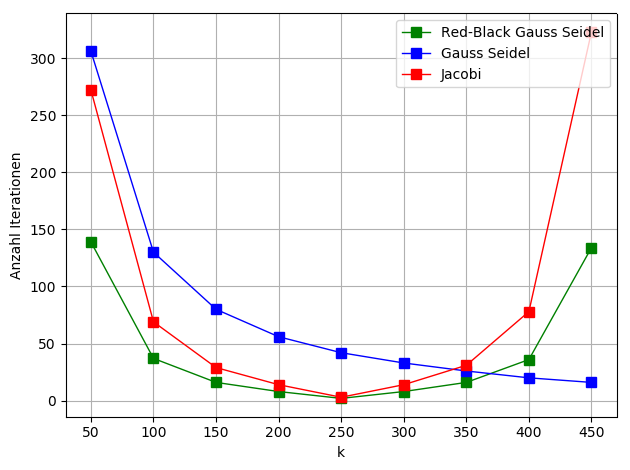 Red-Black Gauss Seidel
Gauss Seidel
Jacobi
300
250
200
150
100
50
0
Anzahl Iterationen
50 100 150 200 250 300 350 400 450
k